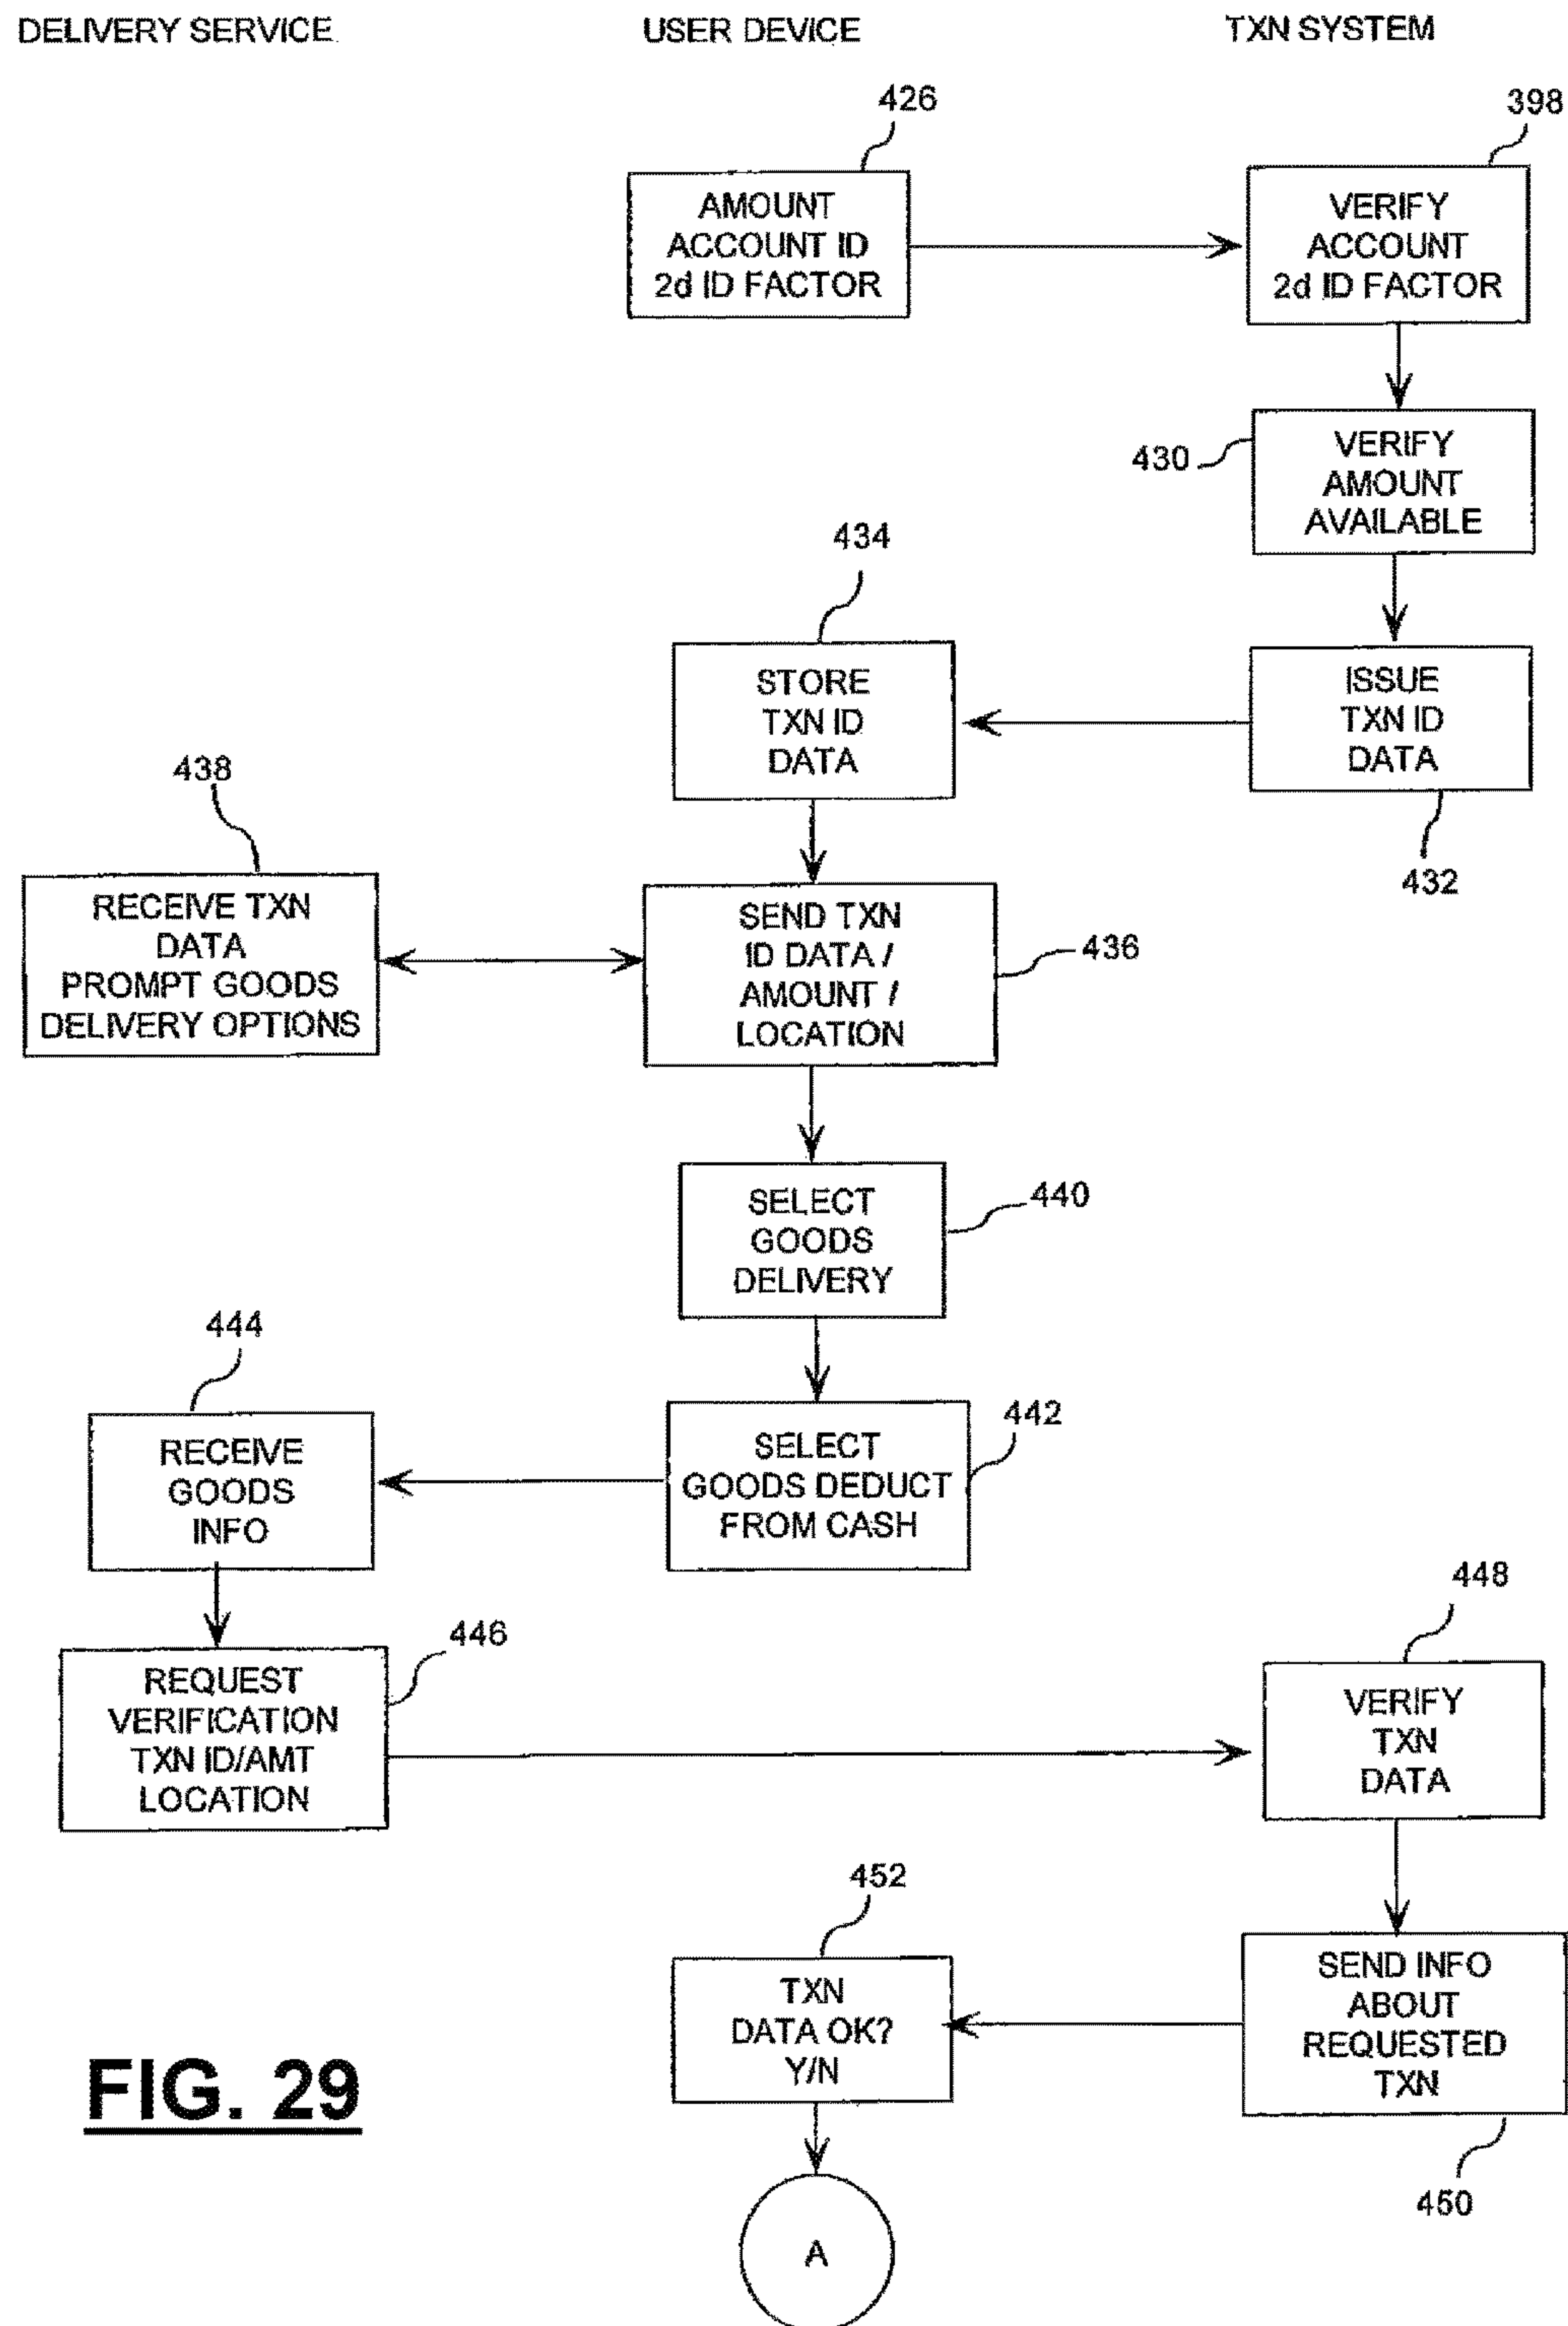 DELIVERY SERVICE
USER DEVICE
TXN SYSTEM
426
398
AMOUNT
ACCOUNT ID
2d ID FACTOR
VERIFY
ACCOUNT
2d ID FACTOR
430
VERIFY
AMOUNT
AVAILABLE
434
STORE
TXN ID
DATA
ISSUE
TXN ID
DATA
432
438
RECEIVE TXN
DATA
PROMPT GOODS
DELIVERY OPTIONS
SEND TXN
ID DATA /
AMOUNT /
LOCATION
436
SELECT
GOODS
DELIVERY
440
444
RECEIVE
GOODS
INFO
SELECT
GOODS DEDUCT
FROM CASH
442
446
REQUEST
VERIFICATION
TXN ID/AMT
LOCATION
448
VERIFY
TXN
DATA
452
TXN
DATA OK?
Y/N
SEND INFO
ABOUT
REQUESTED
TXN
450
A
FIG. 29